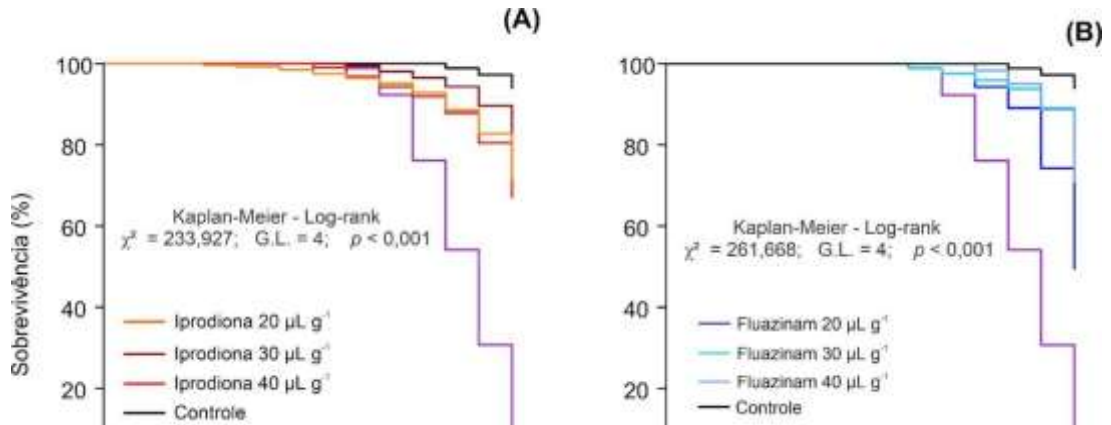 (A)
100
80
60
40
20
Sobrevivência (%)
Kaplan-Meier - Log-rank
χ² = 233,927; G.L. = 4; p < 0,001
Iprodiona 20 µL g⁻¹
Iprodiona 30 µL g⁻¹
Iprodiona 40 µL g⁻¹
Controle
(B)
100
80
60
40
20
Kaplan-Meier - Log-rank
χ² = 261,668; G.L. = 4; p < 0,001
Fluazinam 20 µL g⁻¹
Fluazinam 30 µL g⁻¹
Fluazinam 40 µL g⁻¹
Controle